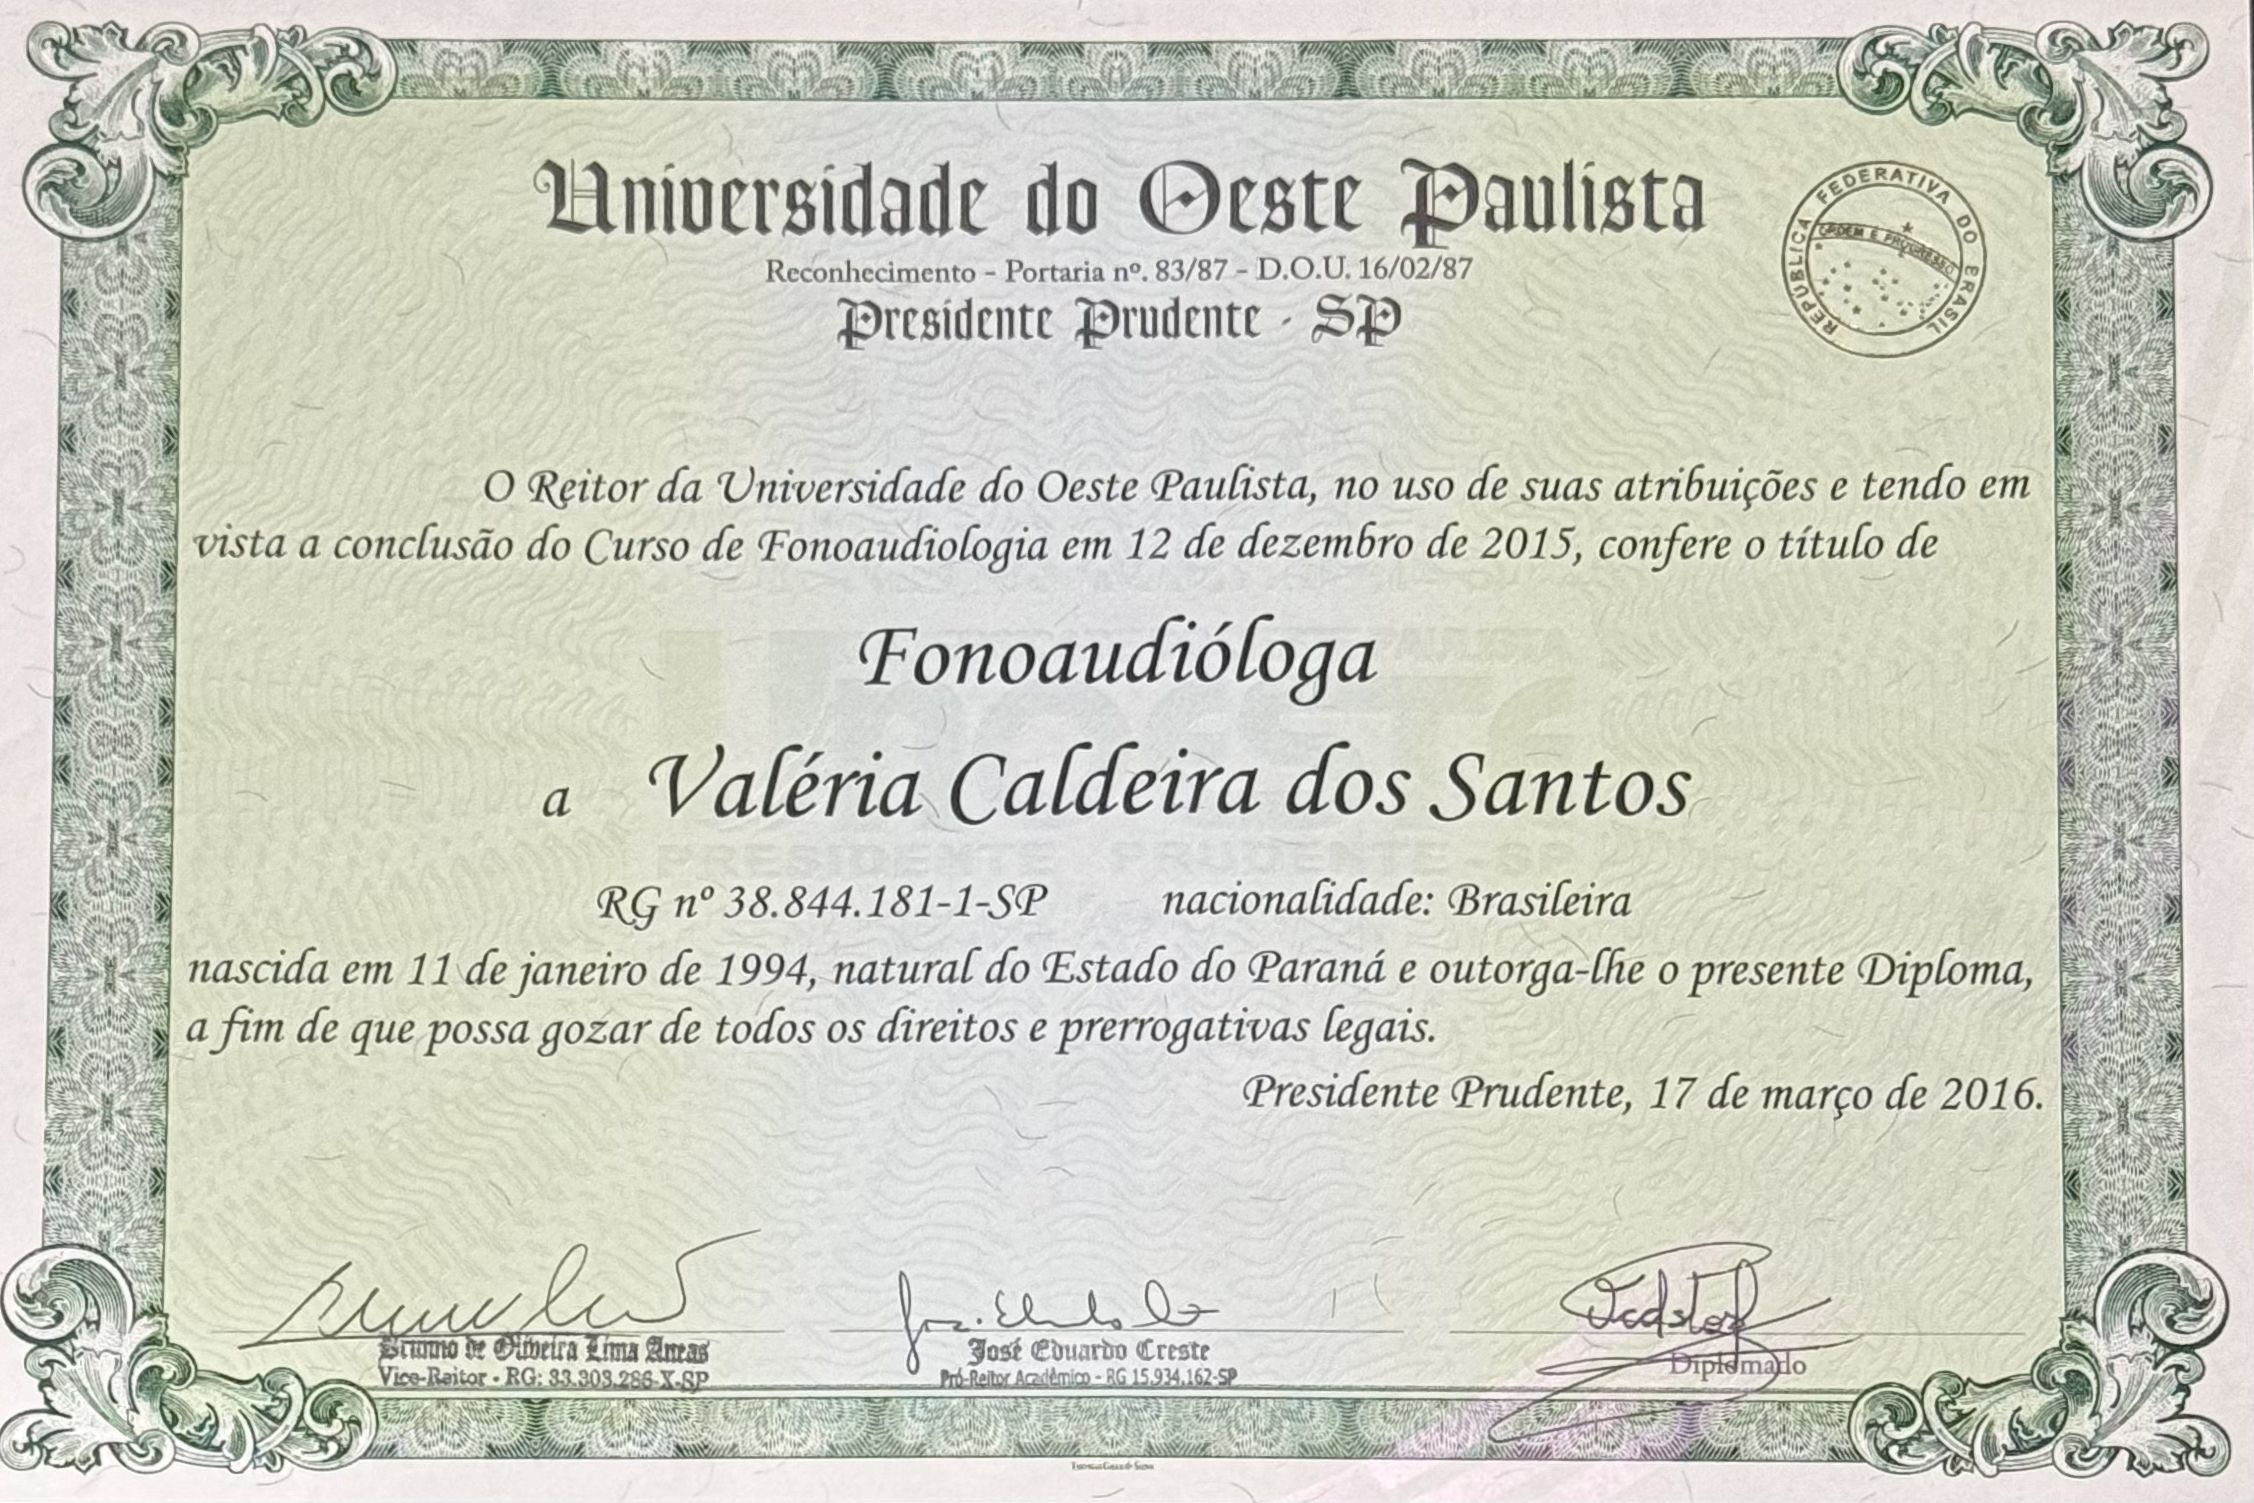 Universidade do Oeste Paulista
Reconhecimento - Portaria nº. 83/87 - D.O.U. 16/02/87
Presidente Prudente - SP
REPÚBLICA FEDERATIVA DO BRASIL
ORDEM E PROGRESSO
O Reitor da Universidade do Oeste Paulista, no uso de suas atribuições e tendo em
vista a conclusão do Curso de Fonoaudiologia em 12 de dezembro de 2015, confere o título de
Fonoaudióloga
a Valéria Caldeira dos Santos
PRESIDENTE PRUDENTE SP
RG nº 38.844.181-1-SP nacionalidade: Brasileira
nascida em 11 de janeiro de 1994, natural do Estado do Paraná e outorga-lhe o presente Diploma,
a fim de que possa gozar de todos os direitos e prerrogativas legais.
Presidente Prudente, 17 de março de 2016.
Brunno de Oliveira Lima Aneas
Vice-Reitor - RG: 33.303.286-X-SP
José Eduardo Creste
Pró-Reitor Acadêmico - RG 15.934.162-SP
Diplomado